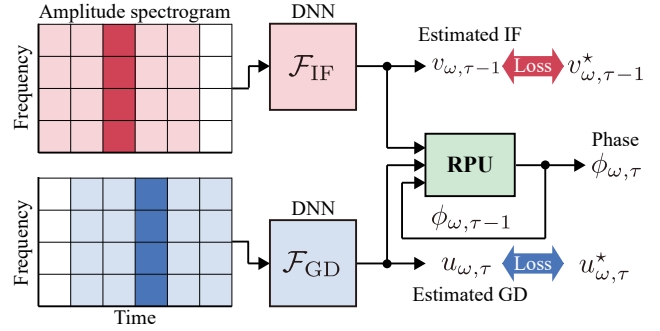 Amplitude spectrogram
Frequency
DNN
F_IF
Estimated IF
v_{ω,τ−1}
Loss
v^⋆_{ω,τ−1}
RPU
Phase
ϕ_{ω,τ}
ϕ_{ω,τ−1}
Frequency
Time
DNN
F_GD
u_{ω,τ}
Loss
u^⋆_{ω,τ}
Estimated GD